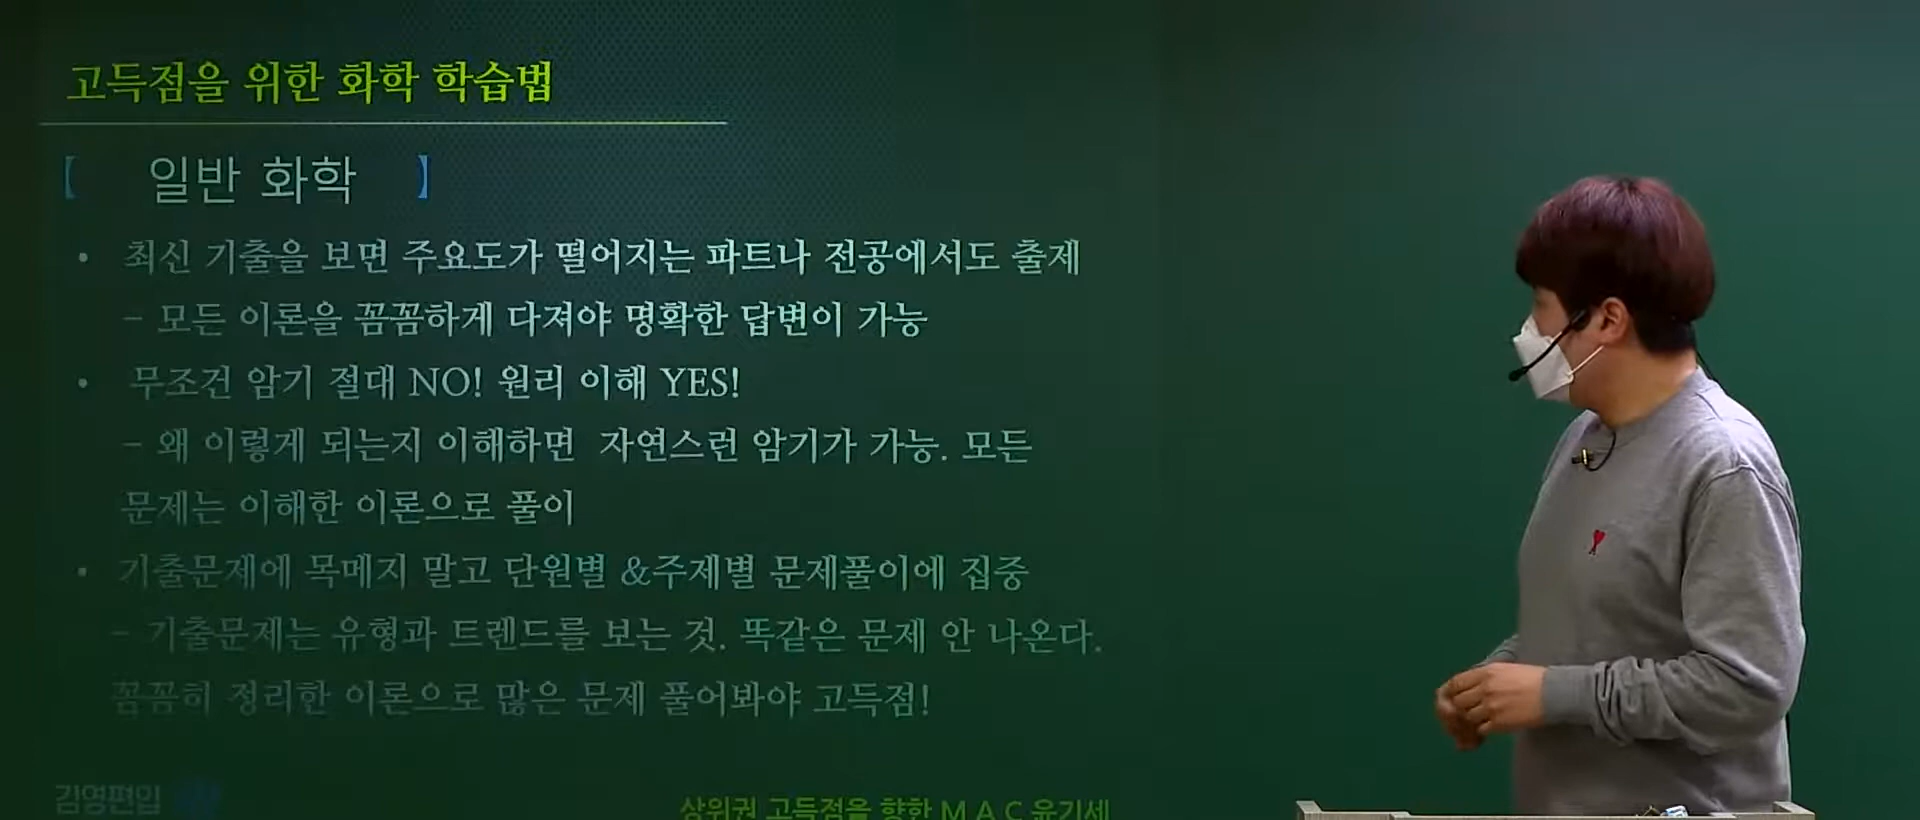 고득점을 위한 화학 학습법
【 일반 화학 】
• 최신 기출을 보면 주요도가 떨어지는 파트나 전공에서도 출제
- 모든 이론을 꼼꼼하게 다져야 명확한 답변이 가능
• 무조건 암기 절대 NO! 원리 이해 YES!
- 왜 이렇게 되는지 이해하면 자연스런 암기가 가능. 모든
문제는 이해한 이론으로 풀이
• 기출문제에 목메지 말고 단원별 &주제별 문제풀이에 집중
- 기출문제는 유형과 트렌드를 보는 것. 똑같은 문제 안 나온다.
꼼꼼히 정리한 이론으로 많은 문제 풀어봐야 고득점!
김영편입
상위권 고득점을 향한 M A C 윤기세